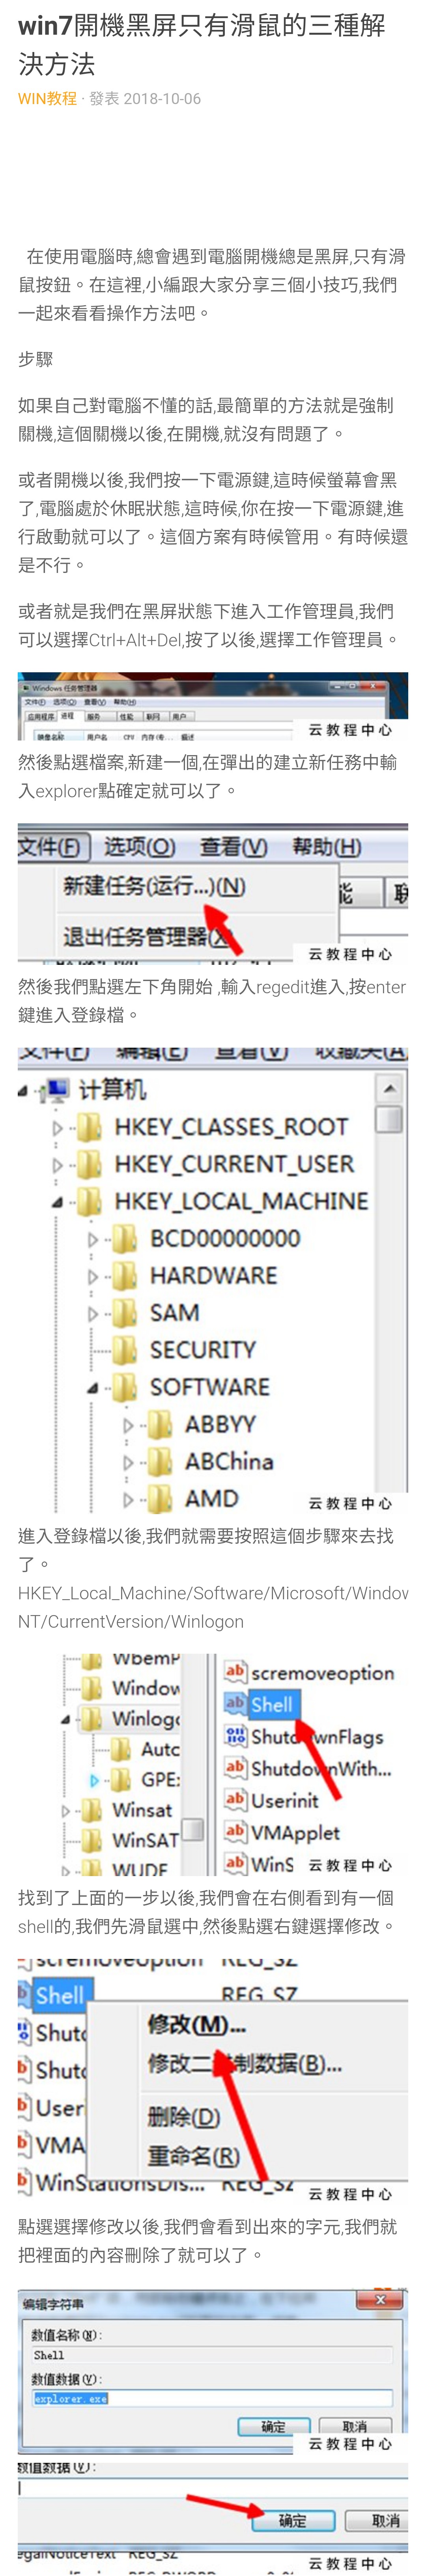 win7開機黑屏只有滑鼠的三種解
決方法
WIN教程 · 發表 2018-10-06
在使用電腦時,總會遇到電腦開機總是黑屏,只有滑
鼠按鈕。在這裡,小編跟大家分享三個小技巧,我們
一起來看看操作方法吧。
步驟
如果自己對電腦不懂的話,最簡單的方法就是強制
關機,這個關機以後,在開機,就沒有問題了。
或者開機以後,我們按一下電源鍵,這時候螢幕會黑
了,電腦處於休眠狀態,這時候,你在按一下電源鍵,進
行啟動就可以了。這個方案有時候管用。有時候還
是不行。
或者就是我們在黑屏狀態下進入工作管理員,我們
可以選擇Ctrl+Alt+Del,按了以後,選擇工作管理員。
Windows 任务管理器
文件(F) 选项(O) 查看(V) 帮助(H)
应用程序 进程 服务 性能 联网 用户
映像名称 用户名 CPU 内存(专... 描述
云教程中心
然後點選檔案,新建一個,在彈出的建立新任務中輸
入explorer點確定就可以了。
文件(F) 选项(O) 查看(V) 帮助(H)
新建任务(运行...)(N)
能 联
退出任务管理器(X)
云教程中心
然後我們點選左下角開始 ,輸入regedit進入,按enter
鍵進入登錄檔。
文件(F) 编辑(E) 查看(V) 收藏夹(A)
计算机
HKEY_CLASSES_ROOT
HKEY_CURRENT_USER
HKEY_LOCAL_MACHINE
BCD00000000
HARDWARE
SAM
SECURITY
SOFTWARE
ABBYY
ABChina
AMD
云教程中心
進入登錄檔以後,我們就需要按照這個步驟來去找
了。
HKEY_Local_Machine/Software/Microsoft/Window
NT/CurrentVersion/Winlogon
WbemP
Window
Winlogo
Auto
GPE:
Winsat
WinSAT
WUDF
scremoveoption
Shell
ShutdownFlags
ShutdownWith...
Userinit
VMApplet
WinS
云教程中心
找到了上面的一步以後,我們會在右側看到有一個
shell的,我們先滑鼠選中,然後點選右鍵選擇修改。
scremoveoption REG_SZ
Shell REG_SZ
Shutd
Shutd
Useri
VMA
WinStationsDis... REG_SZ
修改(M)...
修改二进制数据(B)...
删除(D)
重命名(R)
云教程中心
點選選擇修改以後,我們會看到出來的字元,我們就
把裡面的內容刪除了就可以了。
编辑字符串
数值名称(N):
Shell
数值数据(V):
explorer.exe
确定 取消
云教程中心
数值数据(V):
确定 取消
egalNoticeText REG_SZ
云教程中心